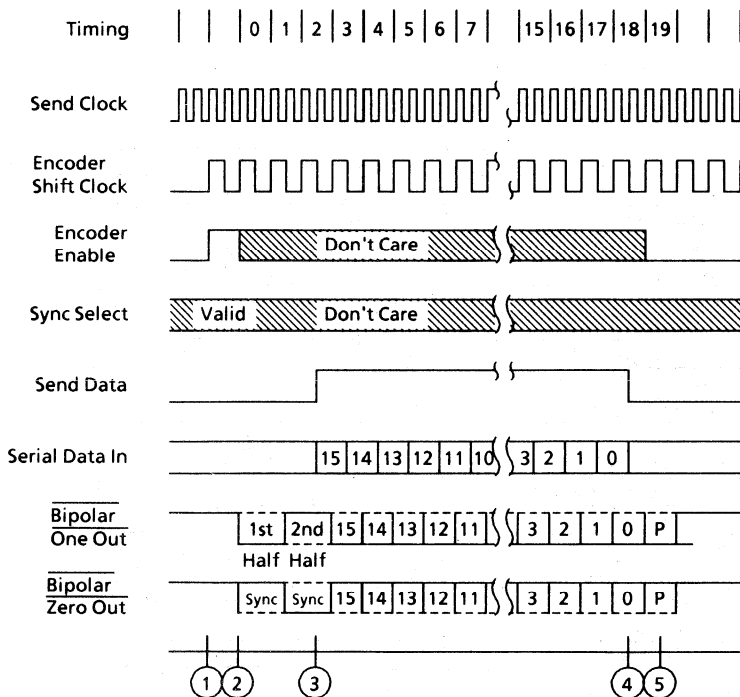 Timing 0 1 2 3 4 5 6 7 15 16 17 18 19
Send Clock
Encoder
Shift Clock
Encoder
Enable
Don't Care
Sync Select Valid Don't Care
Send Data
Serial Data In 15 14 13 12 11 10 3 2 1 0
Bipolar
One Out
1st 2nd 15 14 13 12 11 3 2 1 0 P
Half Half
Bipolar
Zero Out
Sync Sync 15 14 13 12 11 3 2 1 0 P
1 2 3 4 5